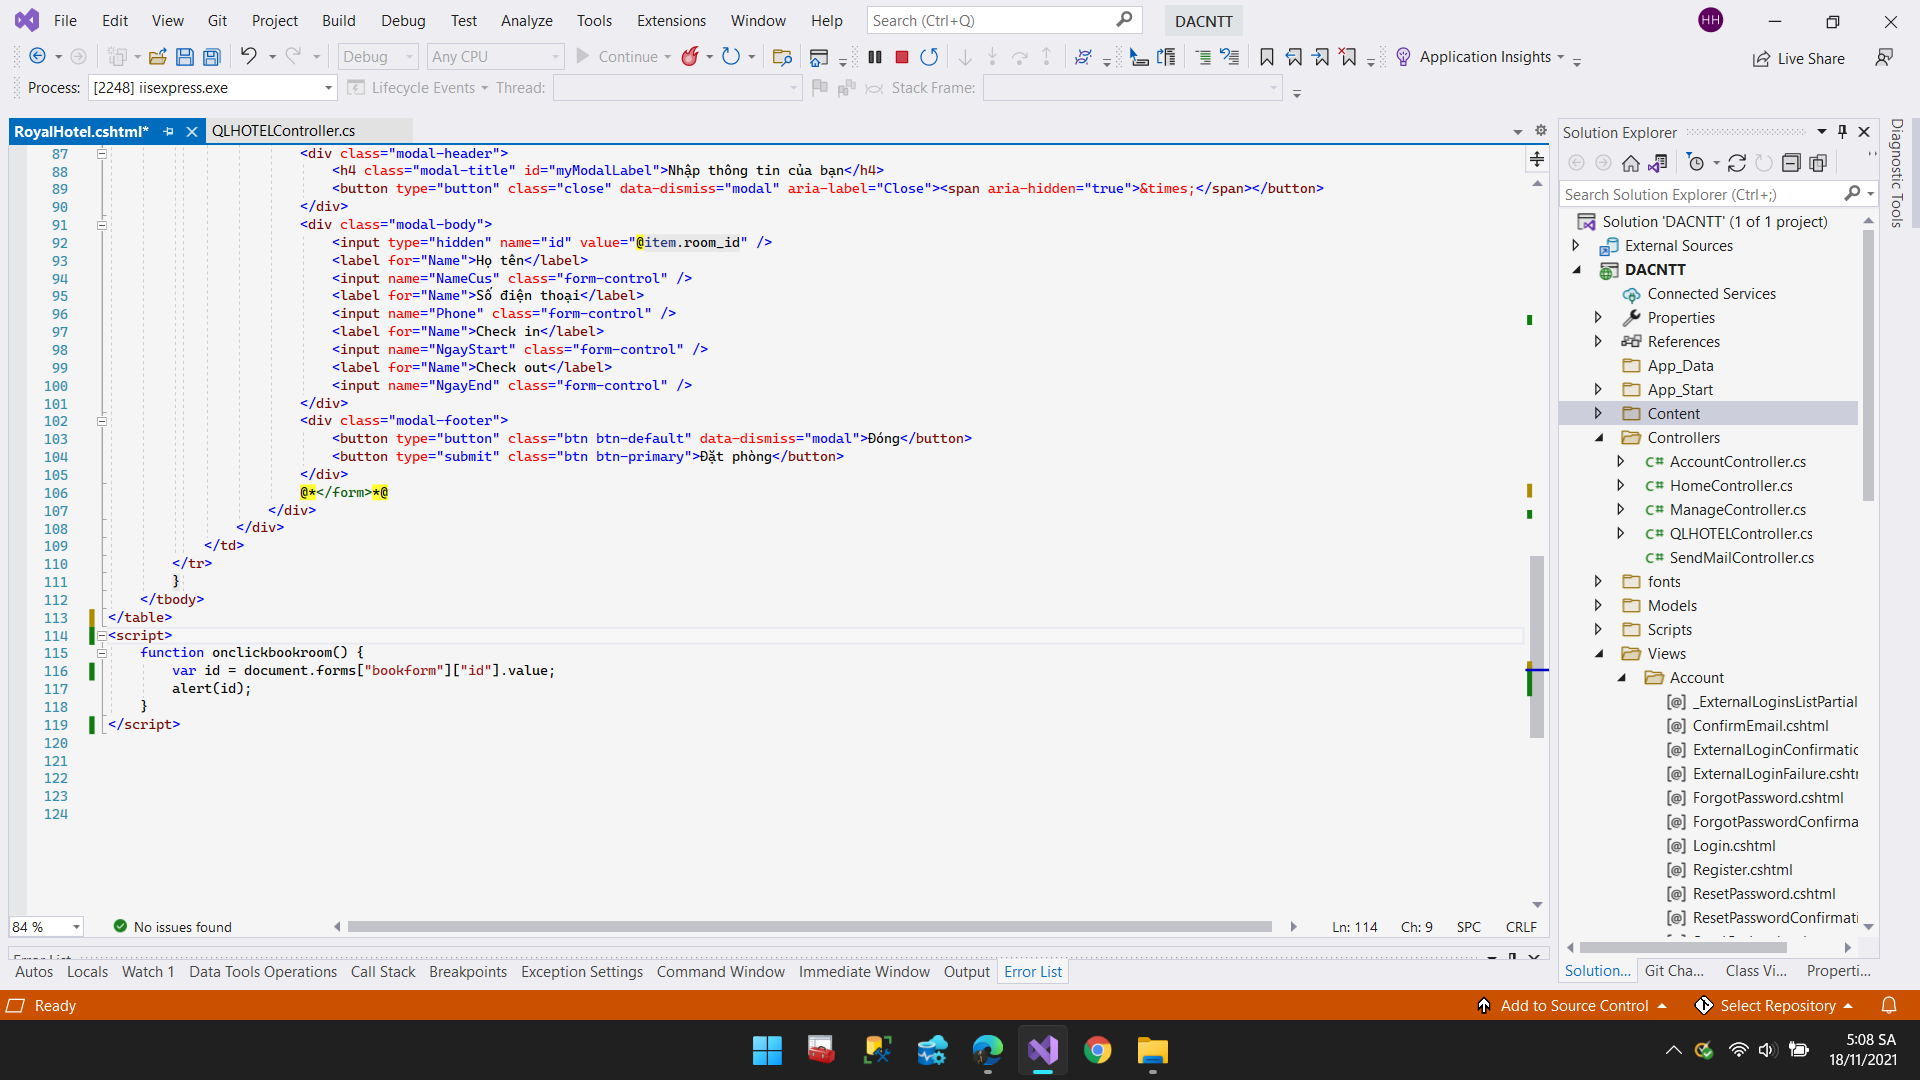 File Edit View Git Project Build Debug Test Analyze Tools Extensions Window Help Search (Ctrl+Q) DACNTT HH
Debug Any CPU Continue Application Insights Live Share
Process: [2248] iisexpress.exe Lifecycle Events Thread: Stack Frame:
RoyalHotel.cshtml* QLHOTELController.cs
87 <div class="modal-header">
88 <h4 class="modal-title" id="myModalLabel">Nhập thông tin của bạn</h4>
89 <button type="button" class="close" data-dismiss="modal" aria-label="Close"><span aria-hidden="true">&times;</span></button>
90 </div>
91 <div class="modal-body">
92 <input type="hidden" name="id" value="@item.room_id" />
93 <label for="Name">Họ tên</label>
94 <input name="NameCus" class="form-control" />
95 <label for="Name">Số điện thoại</label>
96 <input name="Phone" class="form-control" />
97 <label for="Name">Check in</label>
98 <input name="NgayStart" class="form-control" />
99 <label for="Name">Check out</label>
100 <input name="NgayEnd" class="form-control" />
101 </div>
102 <div class="modal-footer">
103 <button type="button" class="btn btn-default" data-dismiss="modal">Đóng</button>
104 <button type="submit" class="btn btn-primary">Đặt phòng</button>
105 </div>
106 @*</form>*@
107 </div>
108 </div>
109 </td>
110 </tr>
111 }
112 </tbody>
113 </table>
114 <script>
115 function onclickbookroom() {
116 var id = document.forms["bookform"]["id"].value;
117 alert(id);
118 }
119 </script>
120
121
122
123
124
84 % No issues found Ln: 114 Ch: 9 SPC CRLF
Error List
Autos Locals Watch 1 Data Tools Operations Call Stack Breakpoints Exception Settings Command Window Immediate Window Output Error List
Solution Explorer
Search Solution Explorer (Ctrl+;)
Solution 'DACNTT' (1 of 1 project)
External Sources
DACNTT
Connected Services
Properties
References
App_Data
App_Start
Content
Controllers
C# AccountController.cs
C# HomeController.cs
C# ManageController.cs
C# QLHOTELController.cs
C# SendMailController.cs
fonts
Models
Scripts
Views
Account
[@] _ExternalLoginsListPartial
[@] ConfirmEmail.cshtml
[@] ExternalLoginConfirmatic
[@] ExternalLoginFailure.cshtr
[@] ForgotPassword.cshtml
[@] ForgotPasswordConfirma
[@] Login.cshtml
[@] Register.cshtml
[@] ResetPassword.cshtml
[@] ResetPasswordConfirmati
Solution... Git Cha... Class Vi... Properti...
Diagnostic Tools
Ready Add to Source Control Select Repository
5:08 SA
18/11/2021